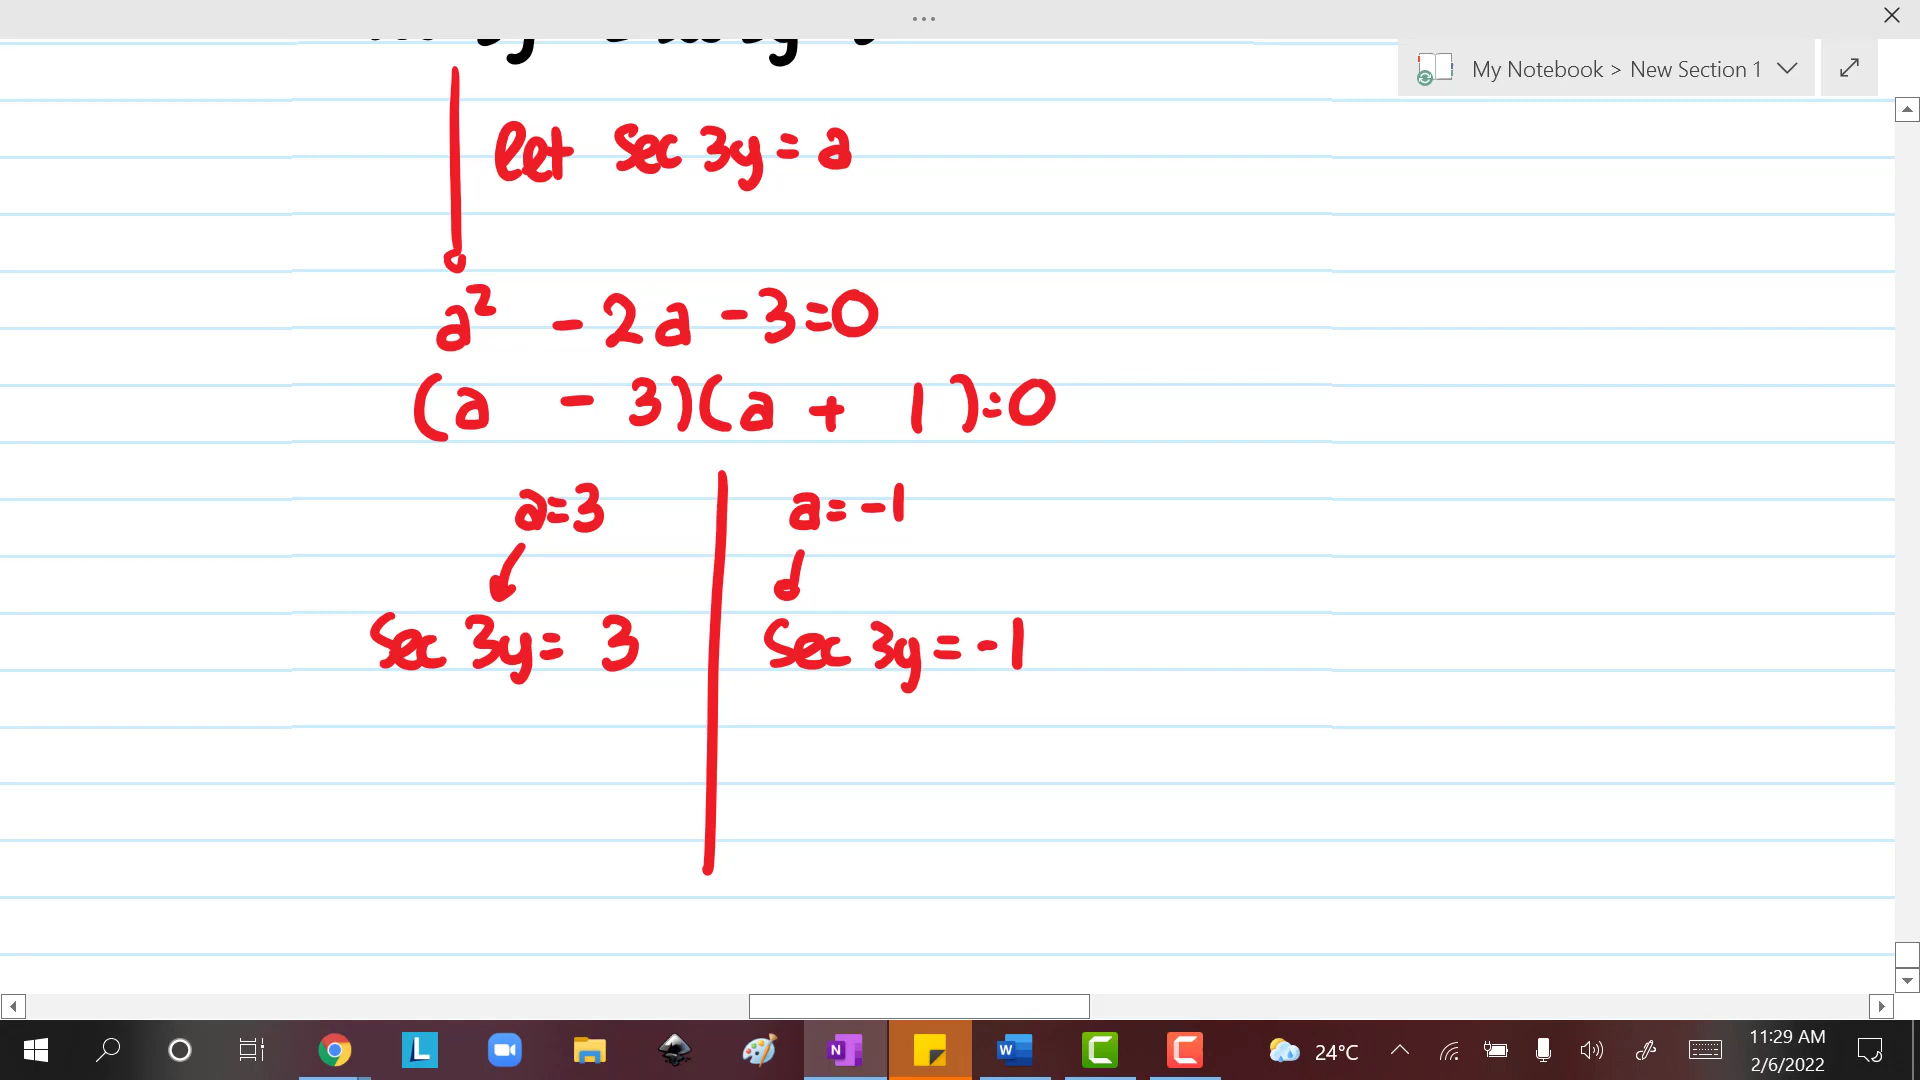 My Notebook > New Section 1
let sec 3y = a
a² - 2a - 3 = 0
(a - 3)(a + 1) = 0
a = 3
a = -1
sec 3y = 3
sec 3y = -1
24°C
11:29 AM
2/6/2022